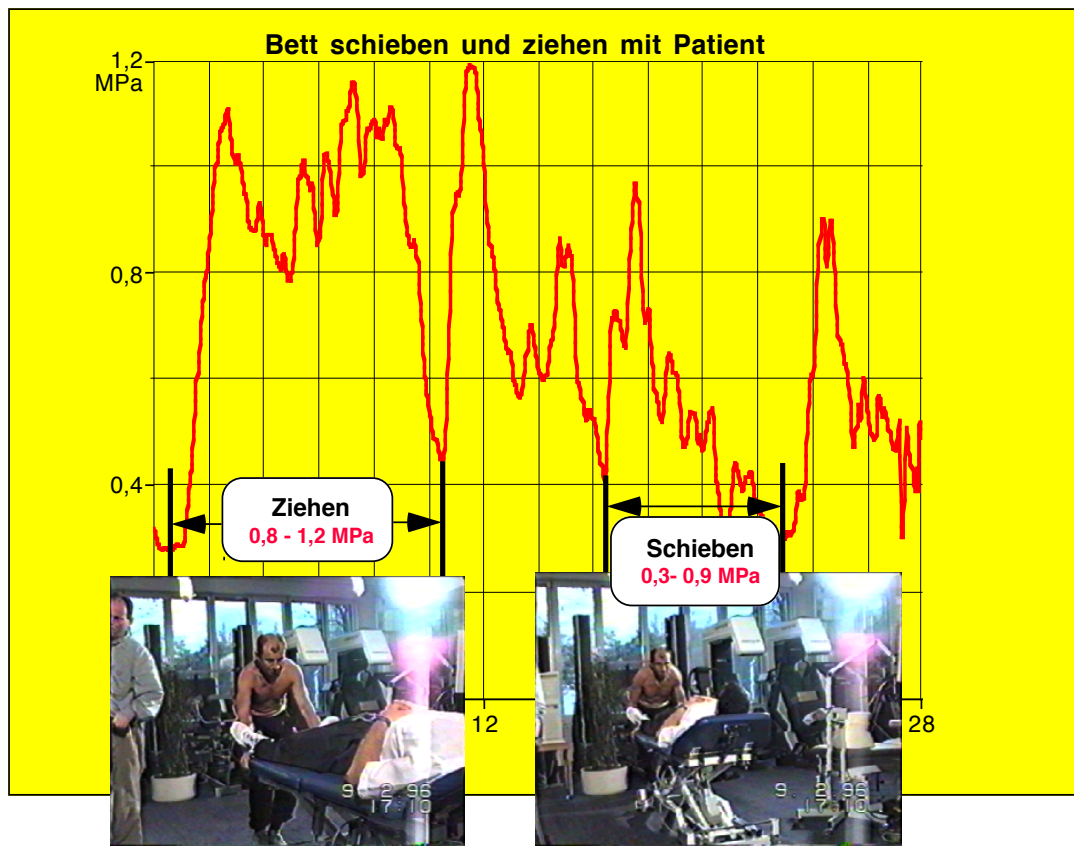 Bett schieben und ziehen mit Patient
1,2
MPa
0,8
0,4
Ziehen
0,8 - 1,2 MPa
Schieben
0,3- 0,9 MPa
12
28
9. 2.96
17:10
9. 2.96
17:10